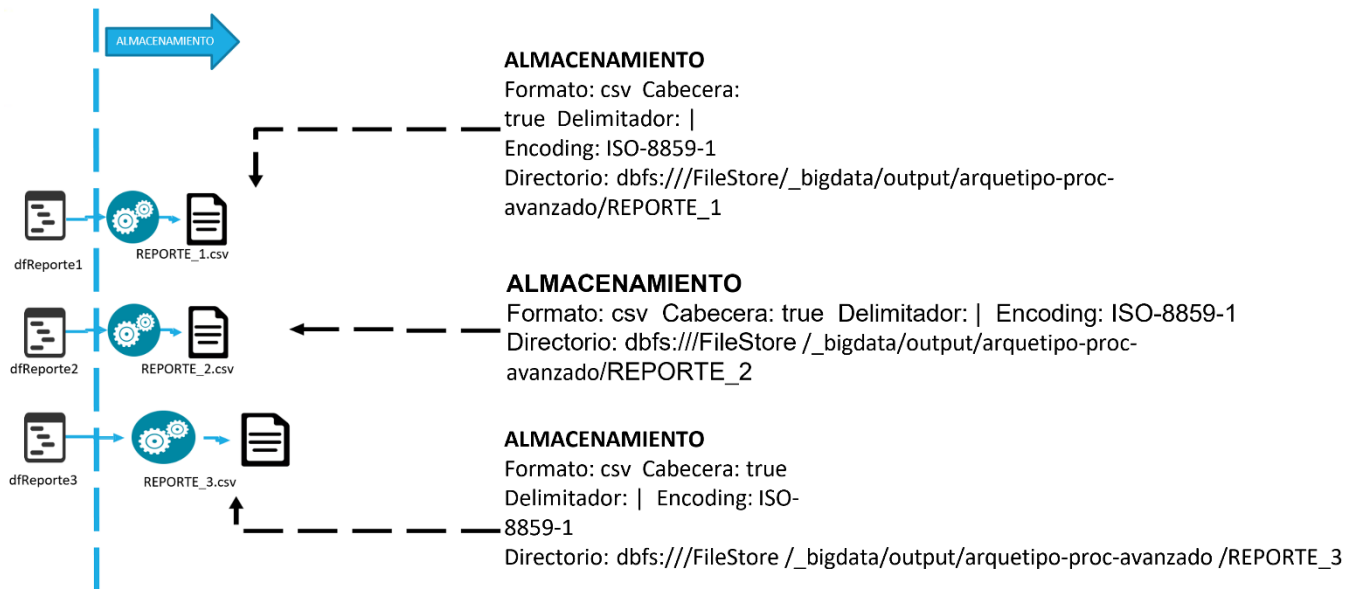 ALMACENAMIENTO
ALMACENAMIENTO
Formato: csv Cabecera:
true Delimitador: |
Encoding: ISO-8859-1
Directorio: dbfs:///FileStore/_bigdata/output/arquetipo-proc-
avanzado/REPORTE_1
dfReporte1
REPORTE_1.csv
ALMACENAMIENTO
Formato: csv Cabecera: true Delimitador: | Encoding: ISO-8859-1
Directorio: dbfs:///FileStore /_bigdata/output/arquetipo-proc-
avanzado/REPORTE_2
dfReporte2
REPORTE_2.csv
ALMACENAMIENTO
Formato: csv Cabecera: true
Delimitador: | Encoding: ISO-
8859-1
Directorio: dbfs:///FileStore /_bigdata/output/arquetipo-proc-avanzado /REPORTE_3
dfReporte3
REPORTE_3.csv